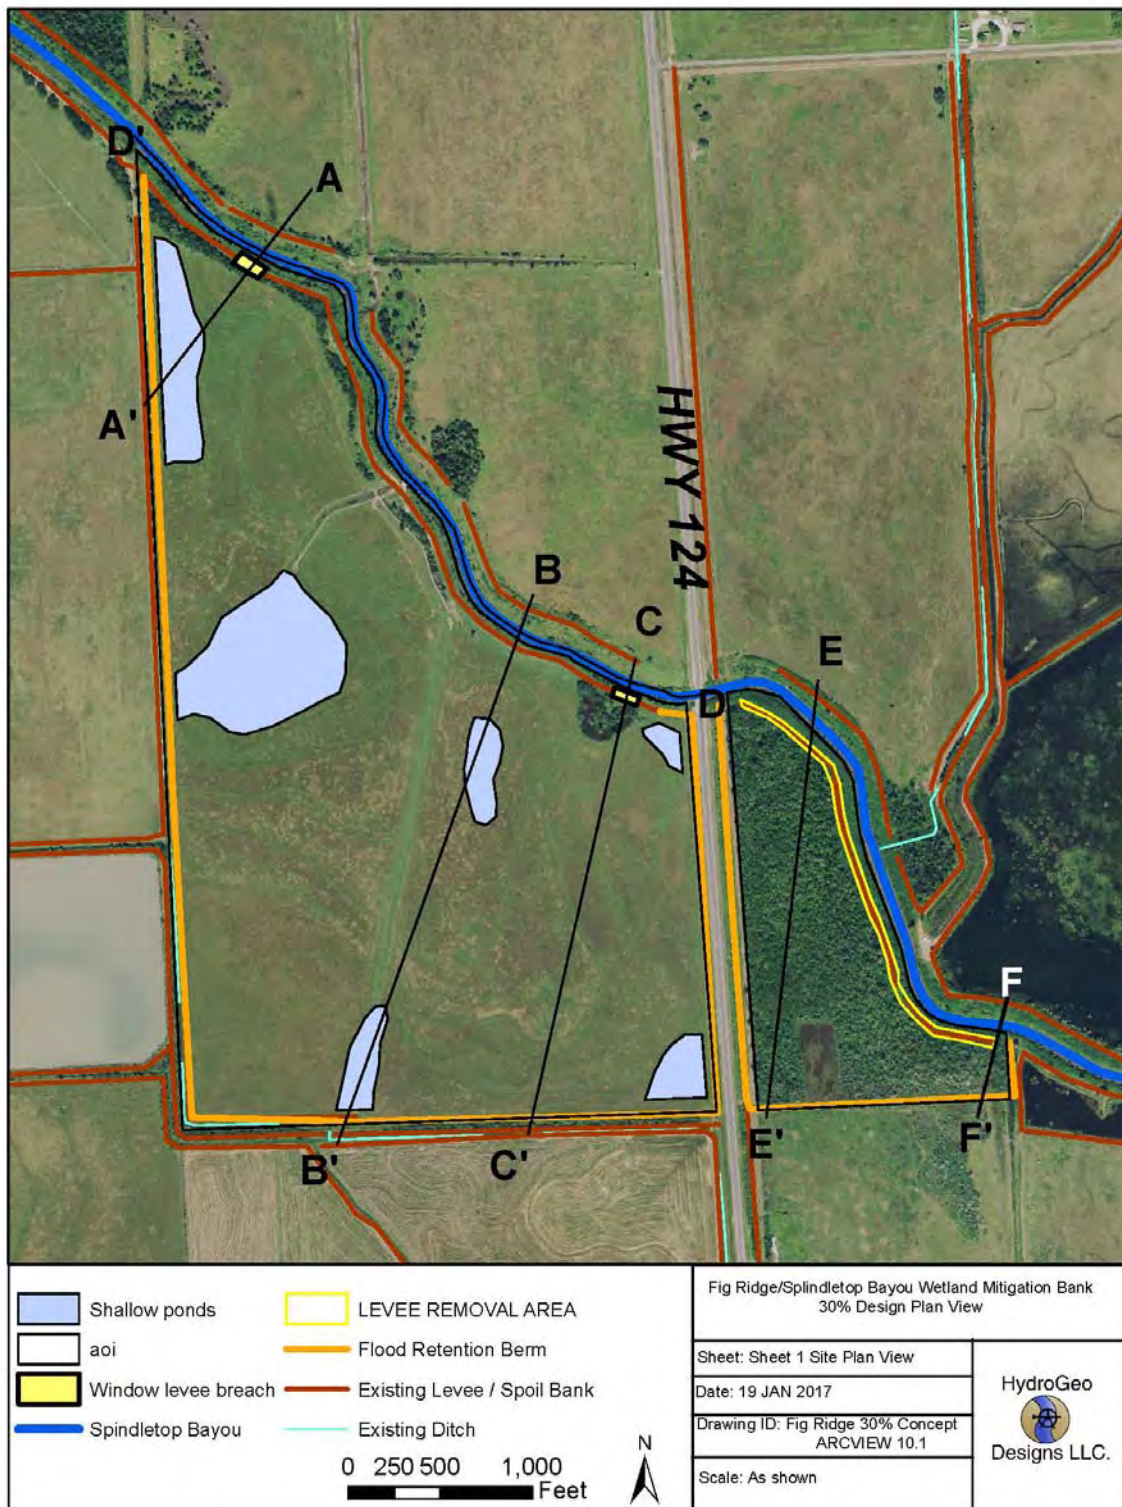 D'
A
A'
HWY 124
B
C
E
D
F
B'
C'
E'
F'
Shallow ponds
aoi
Window levee breach
Spindletop Bayou
LEVEE REMOVAL AREA
Flood Retention Berm
Existing Levee / Spoil Bank
Existing Ditch
0 250 500 1,000
Feet
N
Fig Ridge/Splindletop Bayou Wetland Mitigation Bank
30% Design Plan View
Sheet: Sheet 1 Site Plan View
Date: 19 JAN 2017
Drawing ID: Fig Ridge 30% Concept
ARCVIEW 10.1
Scale: As shown
HydroGeo
Designs LLC.